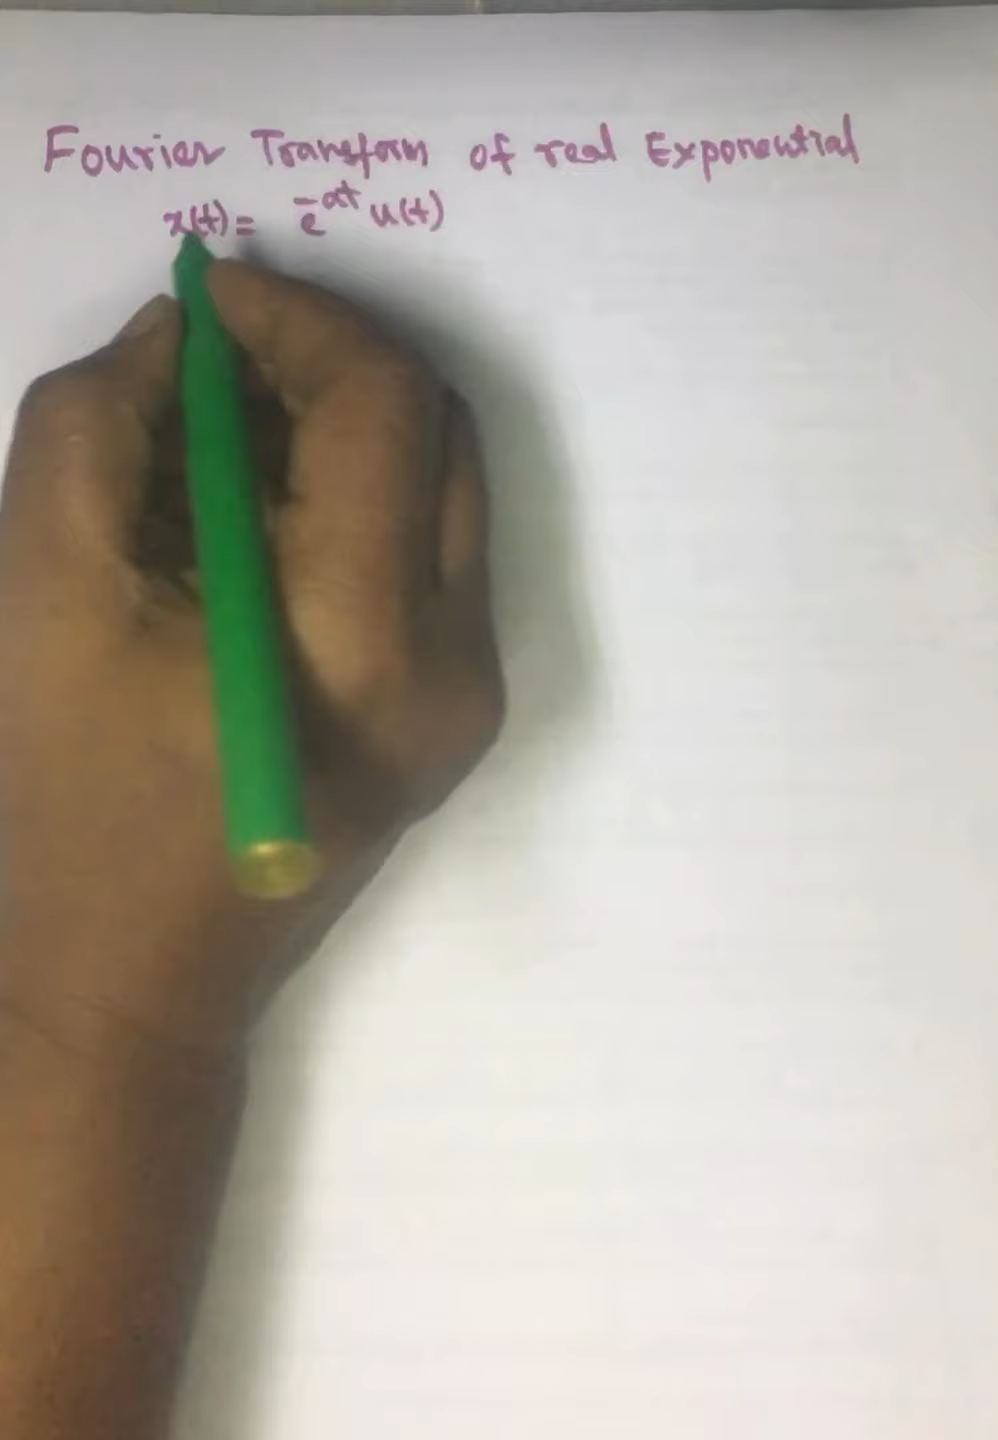 Fourier Transform of real Exponential
x(t) = e^-at u(t)